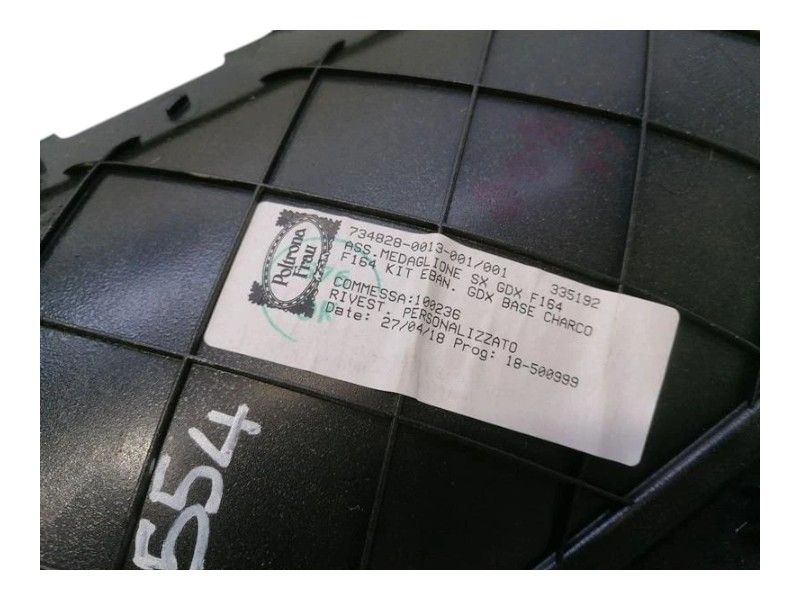 Poltrona
Frau
734828-0013-001/001 335192
ASS.MEDAGLIONE SX GDX F164
F164 KIT EBAN. GDX BASE CHARCO
COMMESSA:100236
RIVEST. PERSONALIZZATO
Date: 27/04/18 Prog: 18-500999
554